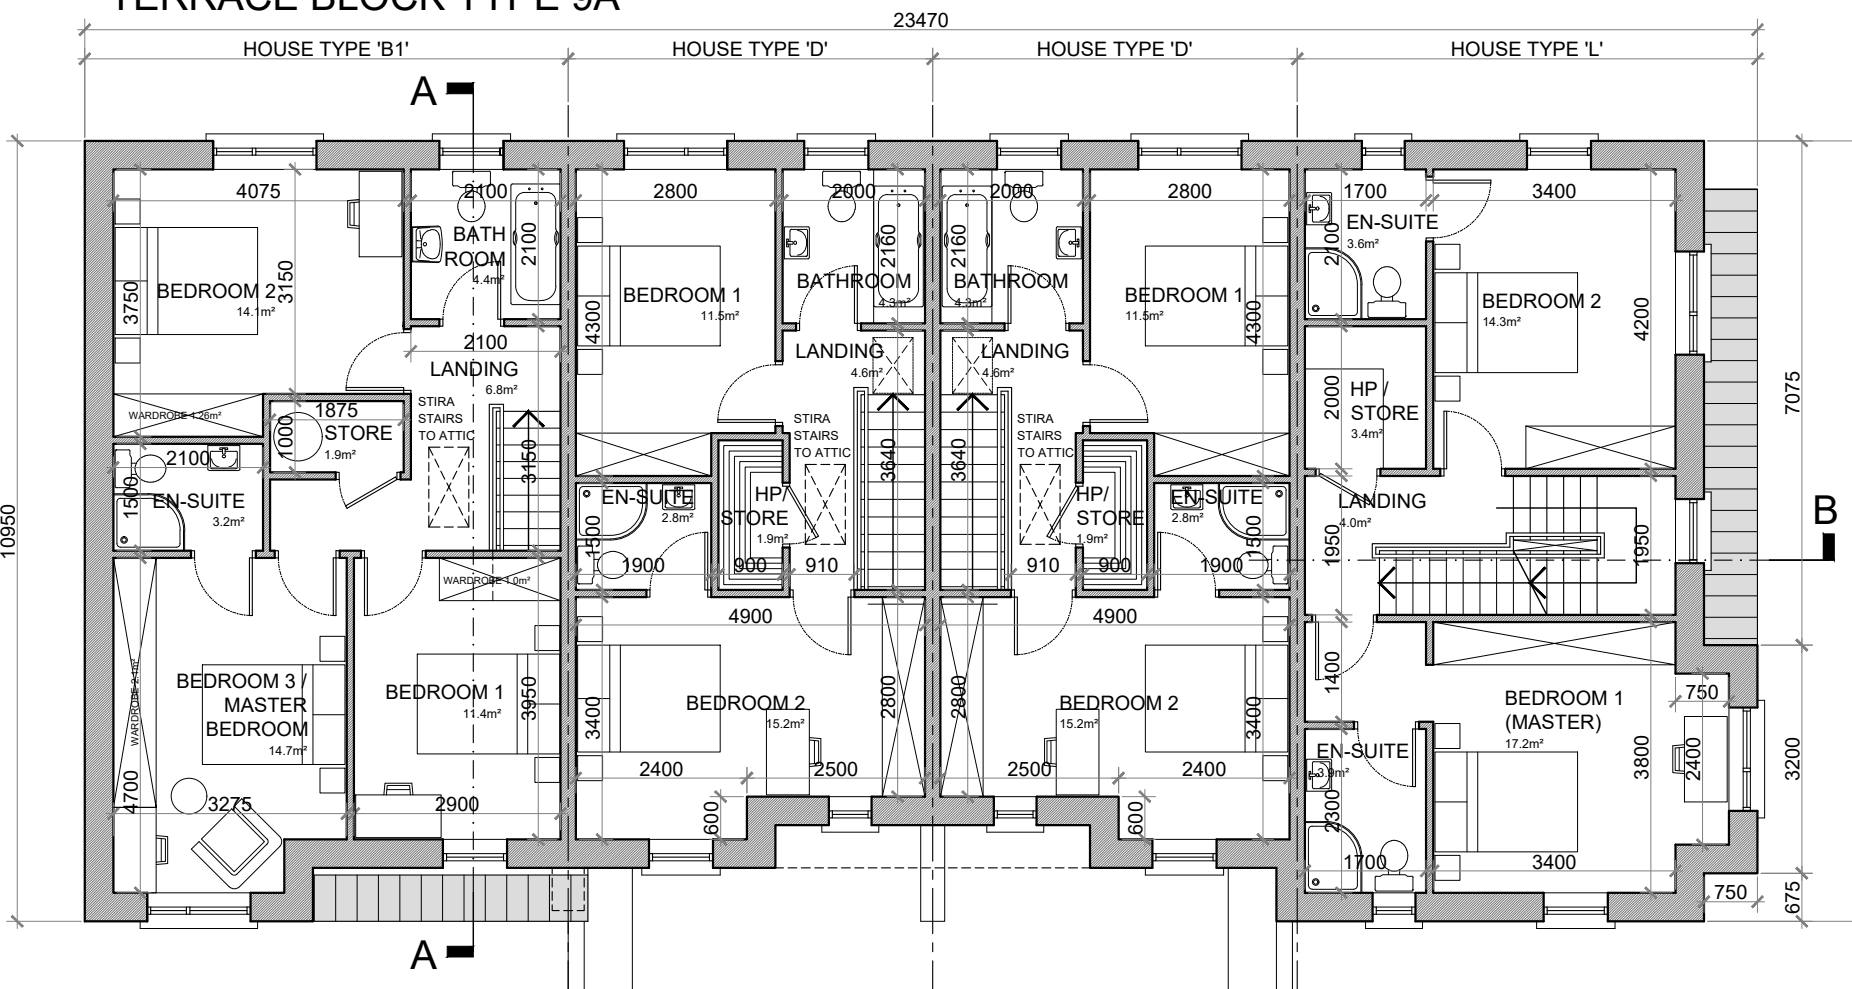 TERRACE BLOCK TYPE 9A
23470
HOUSE TYPE 'B1'
HOUSE TYPE 'D'
HOUSE TYPE 'D'
HOUSE TYPE 'L'
A
4075
2100
2800
2000
2000
2800
1700
3400
BATH
ROOM
4.4m²
2100
2160
2160
EN-SUITE
3.6m²
2100
BEDROOM 2
14.1m²
3750
3150
BEDROOM 1
11.5m²
4300
BATHROOM
4.3m²
BATHROOM
4.3m²
BEDROOM 1
11.5m²
4300
BEDROOM 2
14.3m²
4200
2100
LANDING
6.8m²
LANDING
4.6m²
LANDING
4.6m²
STIRA
STAIRS
TO ATTIC
STIRA
STAIRS
TO ATTIC
STIRA
STAIRS
TO ATTIC
HP /
STORE
3.4m²
2000
7075
WARDROBE 1.26m²
1875
STORE
1.9m²
1000
3150
3640
3640
2100
EN-SUITE
3.2m²
1500
EN-SUITE
2.8m²
1500
HP/
STORE
1.9m²
HP/
STORE
1.9m²
EN-SUITE
2.8m²
1500
LANDING
4.0m²
1950
1950
B
10950
1900
900
910
910
900
1900
WARDROBE 1.0m²
4900
4900
WARDROBE 2.1m²
BEDROOM 3 /
MASTER
BEDROOM
14.7m²
4700
BEDROOM 1
11.4m²
3950
BEDROOM 2
15.2m²
3400
2800
2800
BEDROOM 2
15.2m²
3400
1400
BEDROOM 1
(MASTER)
17.2m²
750
3800
2400
3200
EN-SUITE
3.9m²
2300
2400
2500
2500
2400
600
600
3275
2900
1700
3400
750
675
A